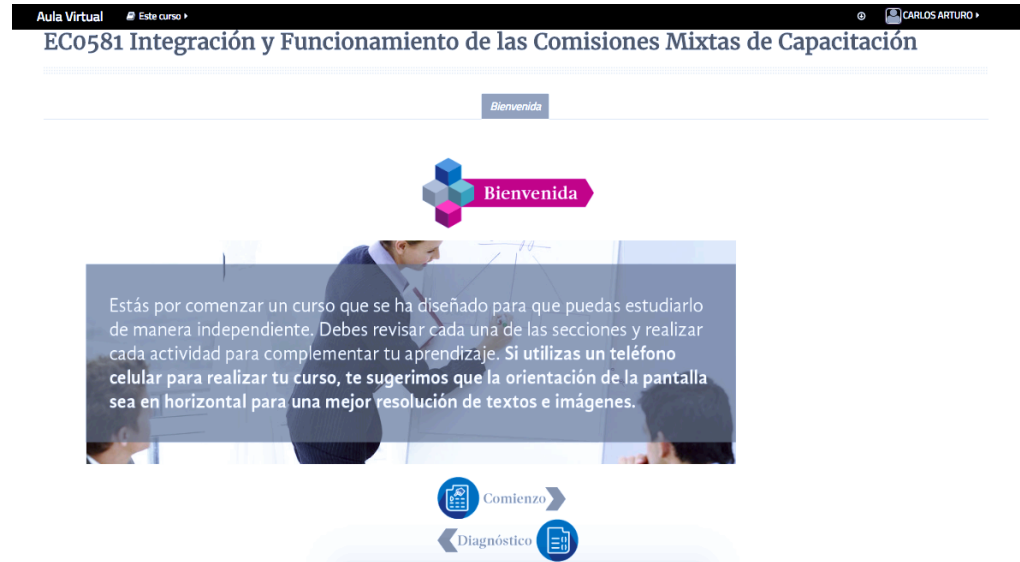 Aula Virtual Este curso CARLOS ARTURO
EC0581 Integración y Funcionamiento de las Comisiones Mixtas de Capacitación
Bienvenida
Bienvenida
Estás por comenzar un curso que se ha diseñado para que puedas estudiarlo
de manera independiente. Debes revisar cada una de las secciones y realizar
cada actividad para complementar tu aprendizaje. Si utilizas un teléfono
celular para realizar tu curso, te sugerimos que la orientación de la pantalla
sea en horizontal para una mejor resolución de textos e imágenes.
Comienzo
Diagnóstico